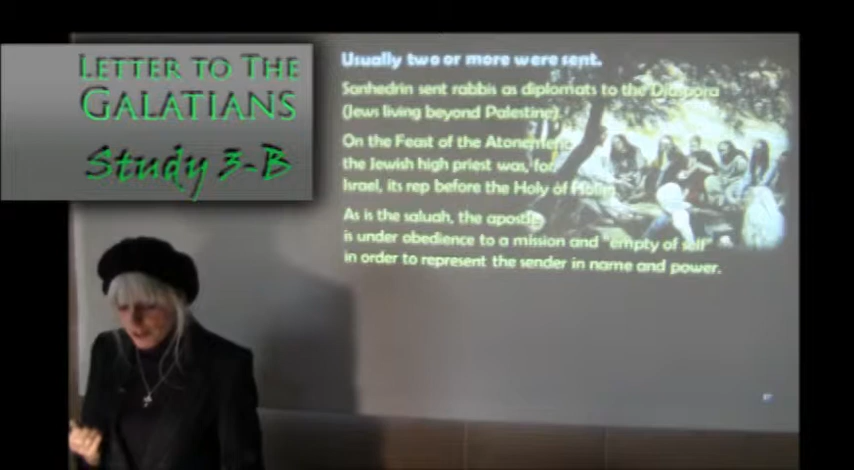 LETTER TO THE
GALATIANS
Study 3-B
Usually two or more were sent.
Sanhedrin sent rabbis as diplomats to the Diaspora
(Jews living beyond Palestine)
On the Feast of the Atonement,
the Jewish high priest was, for
Israel, its rep before the Holy of Holies
As is the saluah, the apostle
is under obedience to a mission and "empty of self"
in order to represent the sender in name and power.